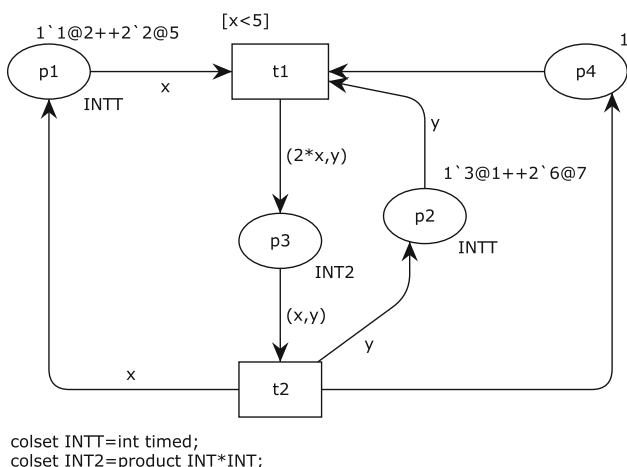 [x<5]
1`1@2++2`2@5
1
p1
t1
p4
x
INTT
y
(2*x,y)
1`3@1++2`6@7
p2
p3
INTT
INT2
(x,y)
y
x
t2
colset INTT=int timed;
colset INT2=product INT*INT;